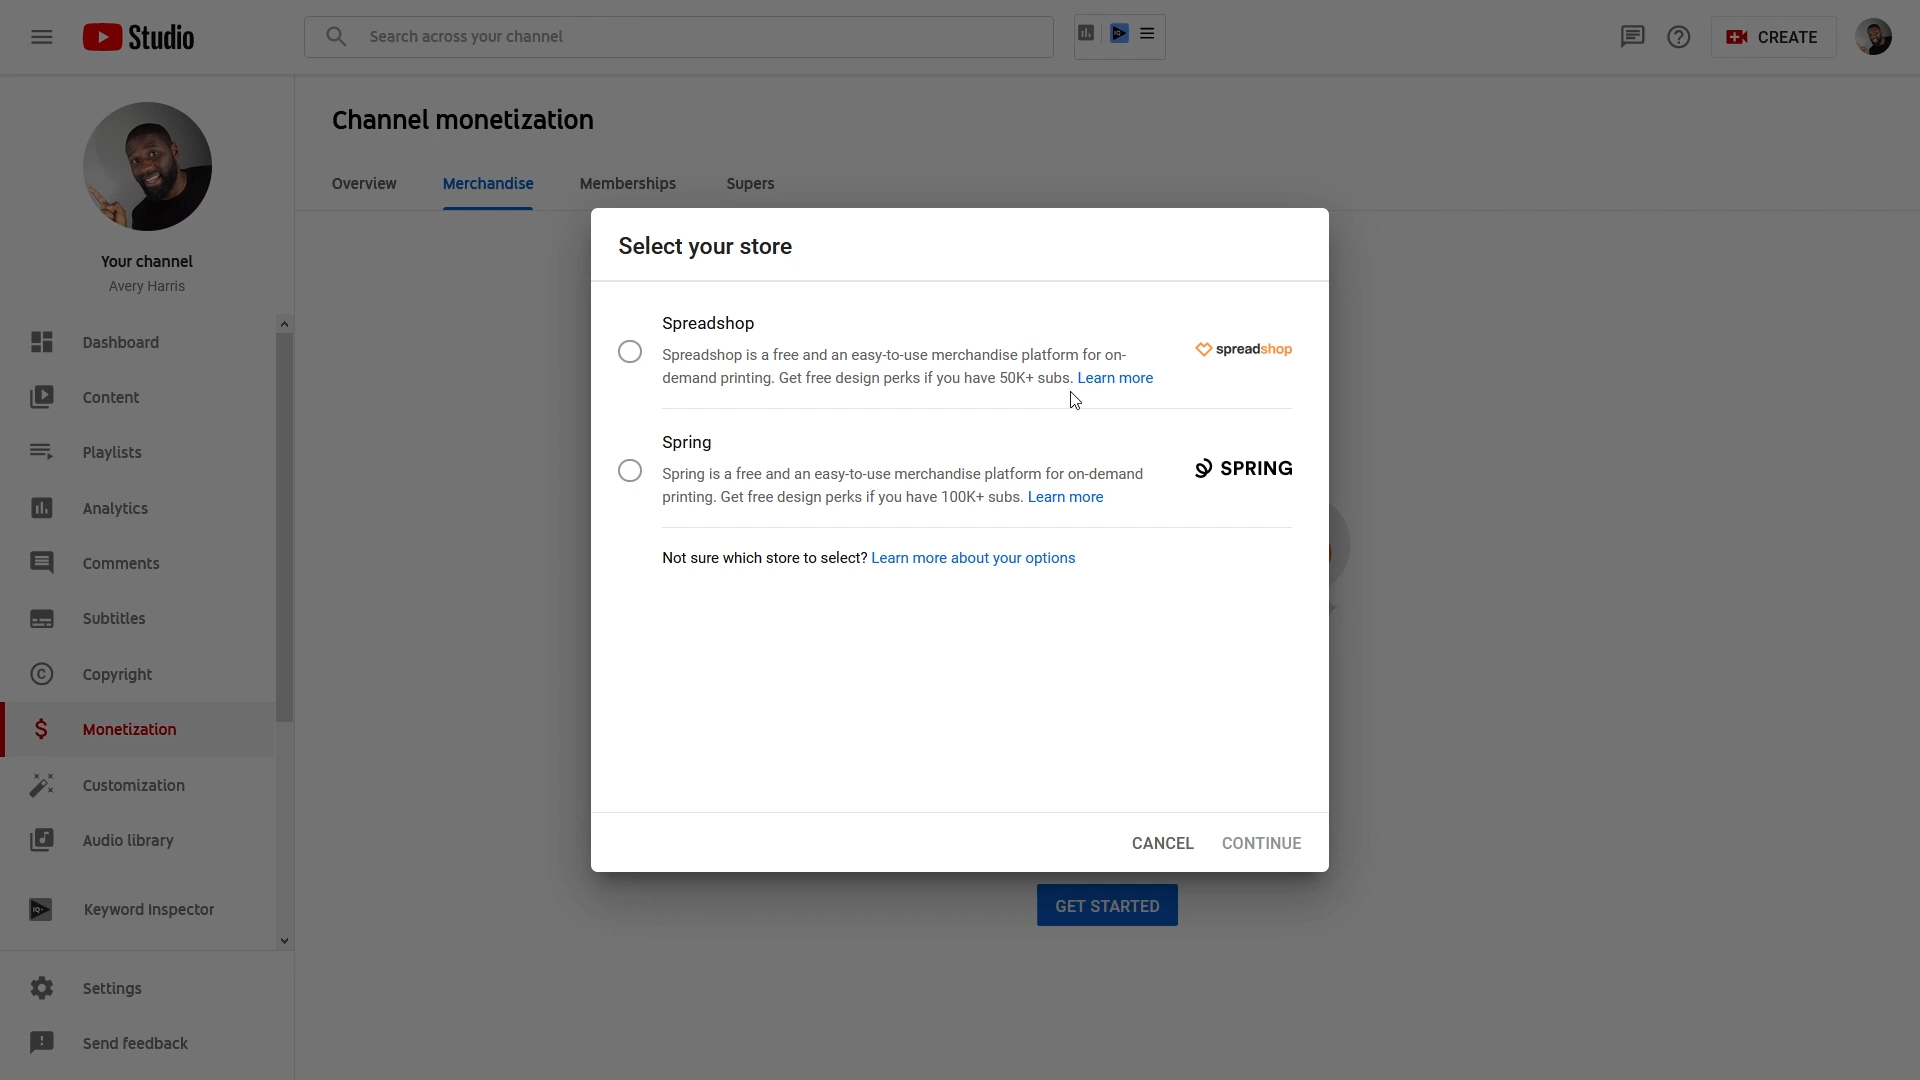 Studio
Search across your channel
CREATE
Your channel
Avery Harris
Dashboard
Content
Playlists
Analytics
Comments
Subtitles
Copyright
Monetization
Customization
Audio library
Keyword Inspector
Settings
Send feedback
Channel monetization
Overview Merchandise Memberships Supers
Select your store
Spreadshop
Spreadshop is a free and an easy-to-use merchandise platform for on-
demand printing. Get free design perks if you have 50K+ subs. Learn more
spreadshop
Spring
Spring is a free and an easy-to-use merchandise platform for on-demand
printing. Get free design perks if you have 100K+ subs. Learn more
SPRING
Not sure which store to select? Learn more about your options
CANCEL CONTINUE
GET STARTED